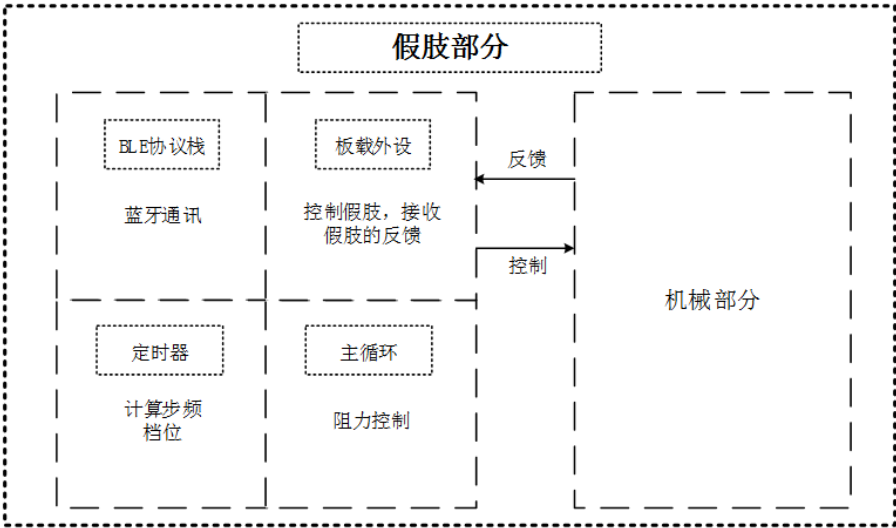 假肢部分
BLE协议栈
蓝牙通讯
板载外设
控制假肢，接收
假肢的反馈
反馈
控制
机械部分
定时器
计算步频
档位
主循环
阻力控制